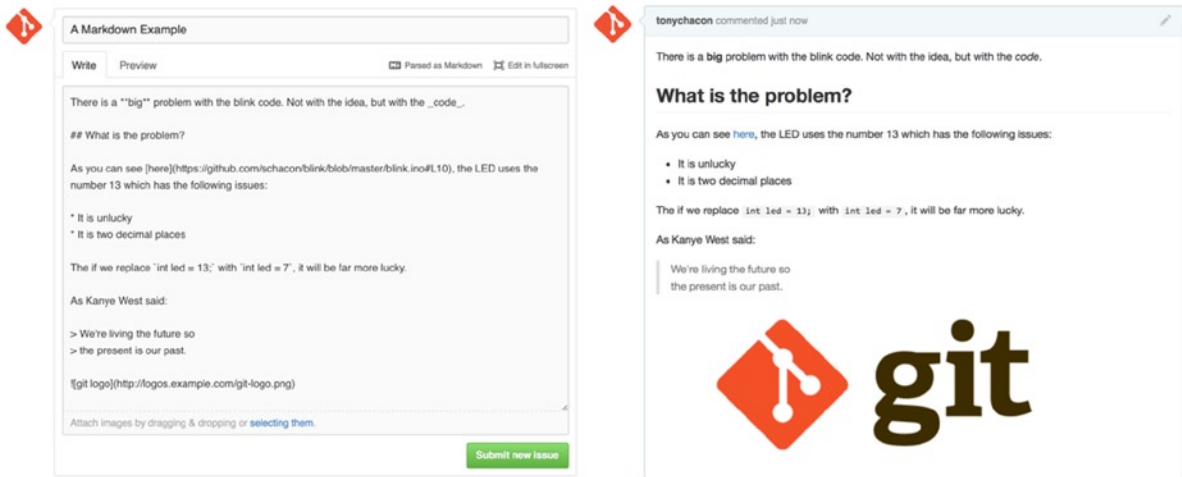 A Markdown Example
Write Preview Parsed as Markdown Edit in fullscreen
There is a **big** problem with the blink code. Not with the idea, but with the _code_.
## What is the problem?
As you can see [here](https://github.com/schacon/blink/blob/master/blink.ino#L10), the LED uses the
number 13 which has the following issues:
* It is unlucky
* It is two decimal places
The if we replace `int led = 13;` with `int led = 7`, it will be far more lucky.
As Kanye West said:
> We're living the future so
> the present is our past.
![git logo](http://logos.example.com/git-logo.png)
Attach images by dragging & dropping or selecting them.
Submit new issue
tonychacon commented just now
There is a big problem with the blink code. Not with the idea, but with the code.
What is the problem?
As you can see here, the LED uses the number 13 which has the following issues:
• It is unlucky
• It is two decimal places
The if we replace int led = 13; with int led = 7, it will be far more lucky.
As Kanye West said:
We're living the future so
the present is our past.
git